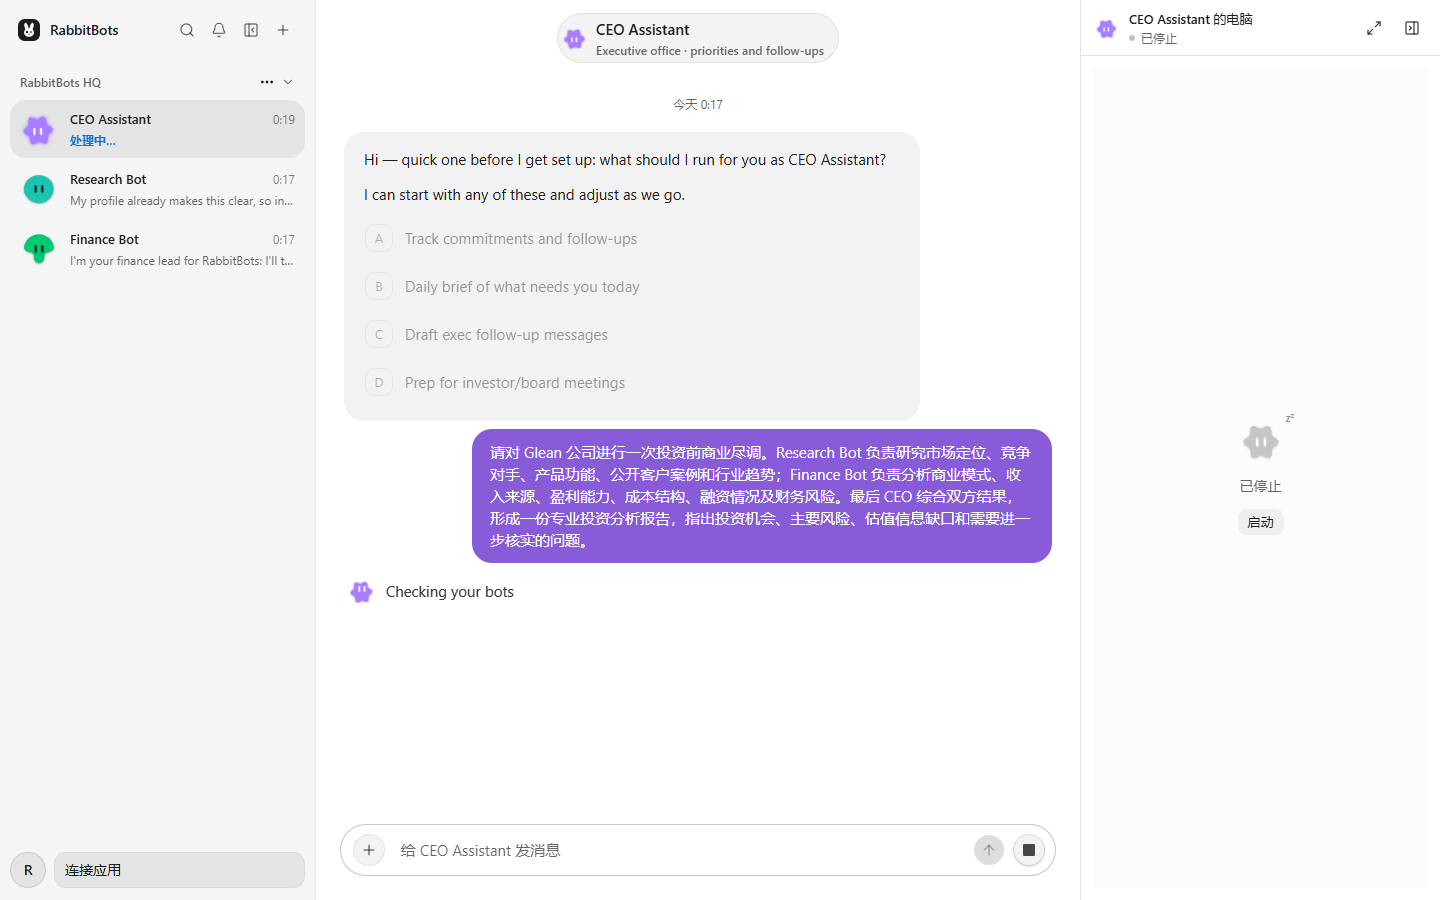 RabbitBots
RabbitBots HQ
CEO Assistant 0:19
处理中...
Research Bot 0:17
My profile already makes this clear, so in...
Finance Bot 0:17
I'm your finance lead for RabbitBots: I'll t...
R
连接应用
CEO Assistant
Executive office · priorities and follow-ups
今天 0:17
Hi — quick one before I get set up: what should I run for you as CEO Assistant?
I can start with any of these and adjust as we go.
A Track commitments and follow-ups
B Daily brief of what needs you today
C Draft exec follow-up messages
D Prep for investor/board meetings
请对 Glean 公司进行一次投资前商业尽调。Research Bot 负责研究市场定位、竞争
对手、产品功能、公开客户案例和行业趋势；Finance Bot 负责分析商业模式、收
入来源、盈利能力、成本结构、融资情况及财务风险。最后 CEO 综合双方结果，
形成一份专业投资分析报告，指出投资机会、主要风险、估值信息缺口和需要进一
步核实的问题。
Checking your bots
给 CEO Assistant 发消息
CEO Assistant 的电脑
已停止
zz
已停止
启动